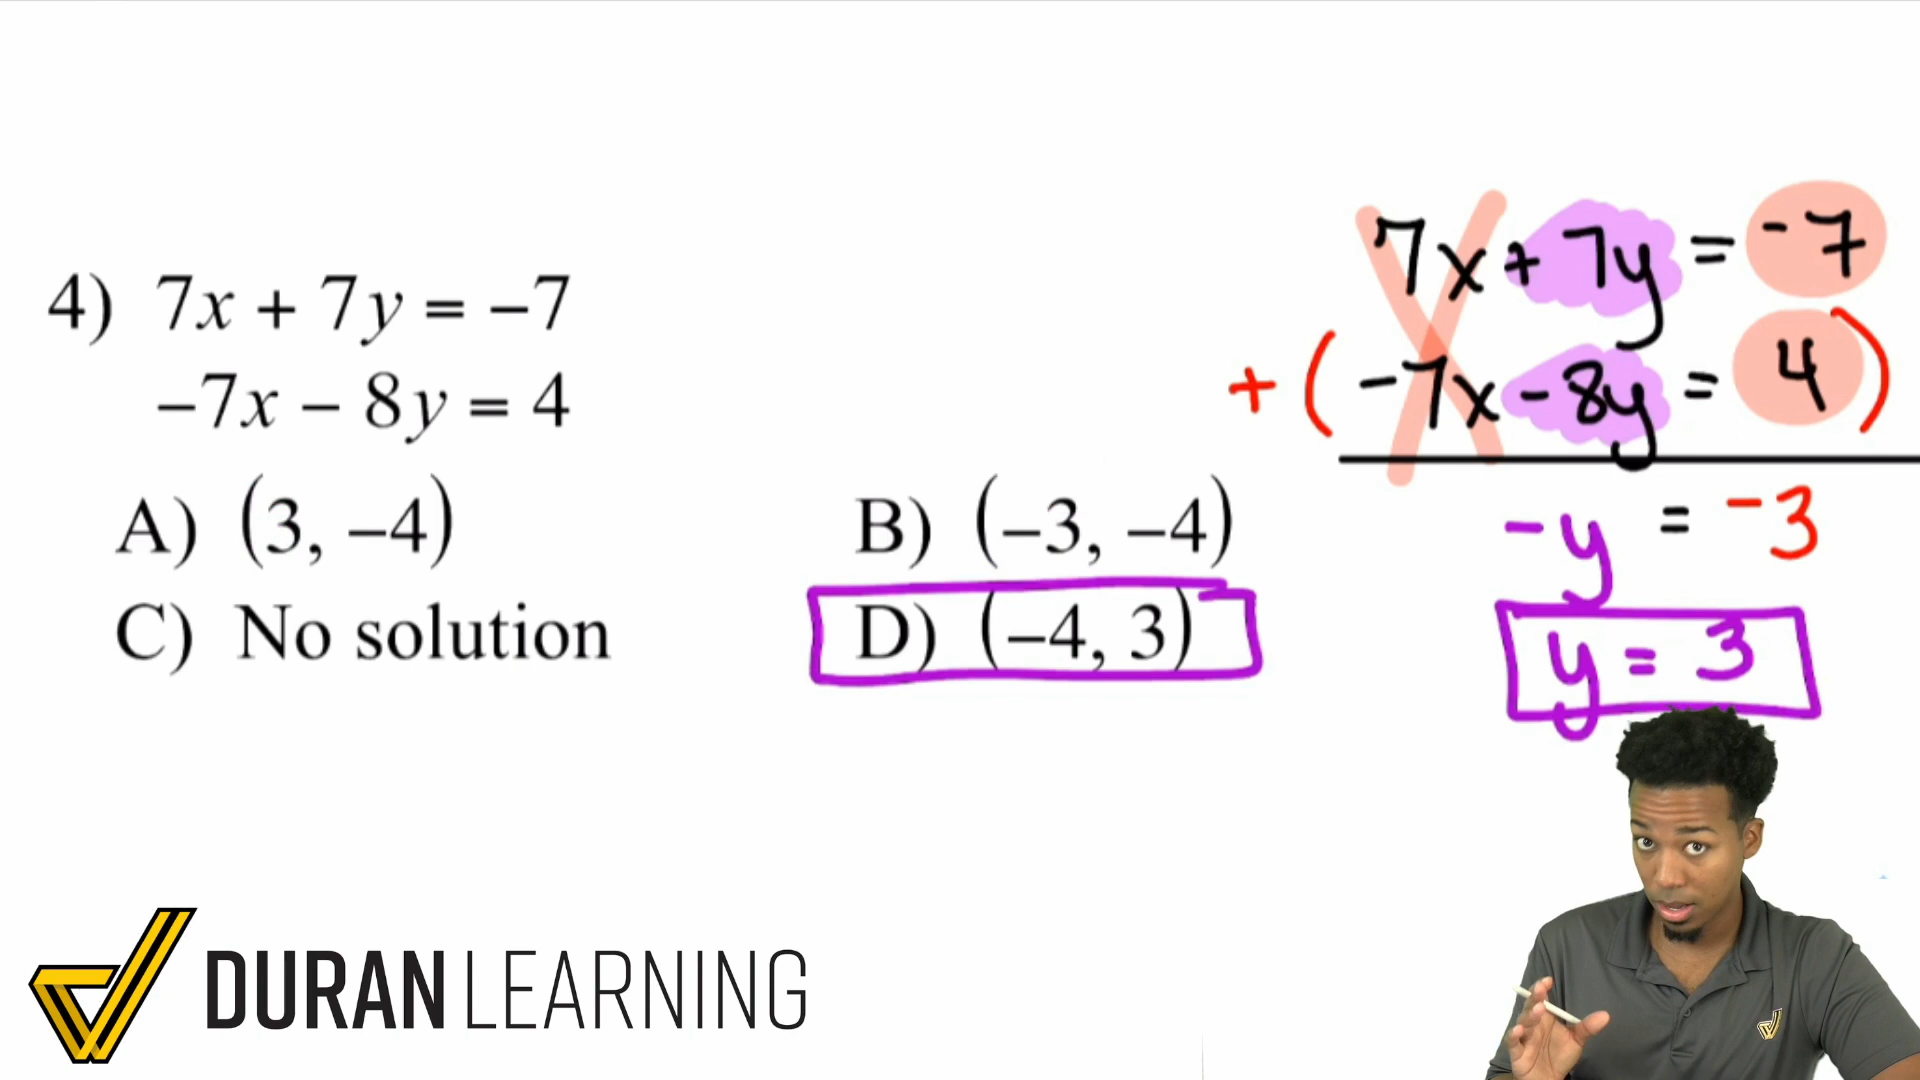 4) 7x + 7y = −7
−7x − 8y = 4
A) (3, −4)
B) (−3, −4)
C) No solution
D) (−4, 3)
7x + 7y = -7
+ ( -7x - 8y = 4 )
-y = -3
y = 3
DURAN LEARNING